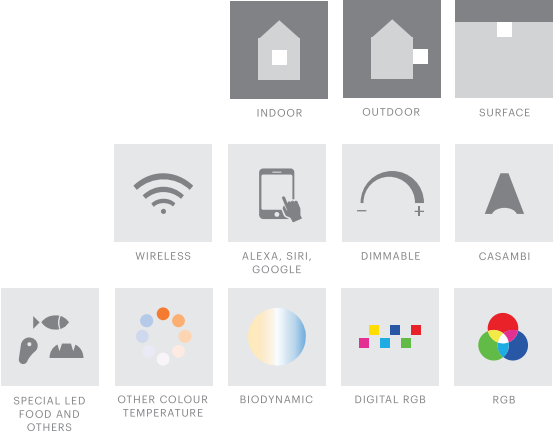 INDOOR
OUTDOOR
SURFACE
WIRELESS
ALEXA, SIRI,
GOOGLE
DIMMABLE
CASAMBI
SPECIAL LED
FOOD AND
OTHERS
OTHER COLOUR
TEMPERATURE
BIODYNAMIC
DIGITAL RGB
RGB